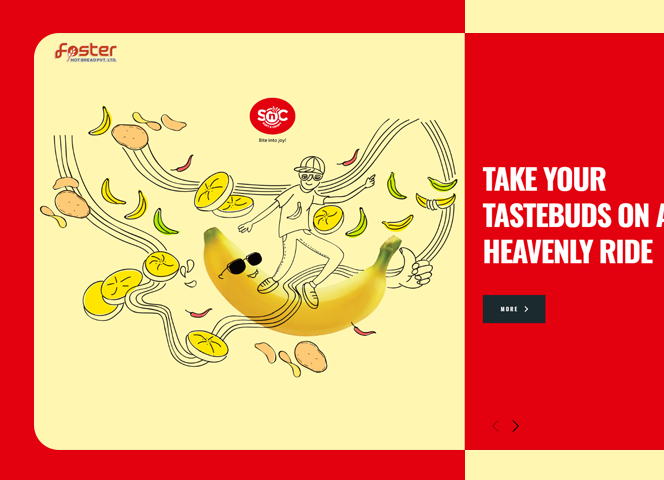 foster
HOT BREAD PVT. LTD.
SnC
Bite into joy!
TAKE YOUR
TASTEBUDS ON A
HEAVENLY RIDE
MORE